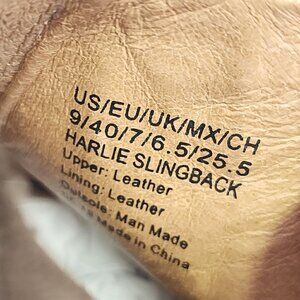 US/EU/UK/MX/CH
9/40/7/6.5/25.5
HARLIE SLINGBACK
Upper: Leather
Lining: Leather
Outsole: Man Made
Made in China